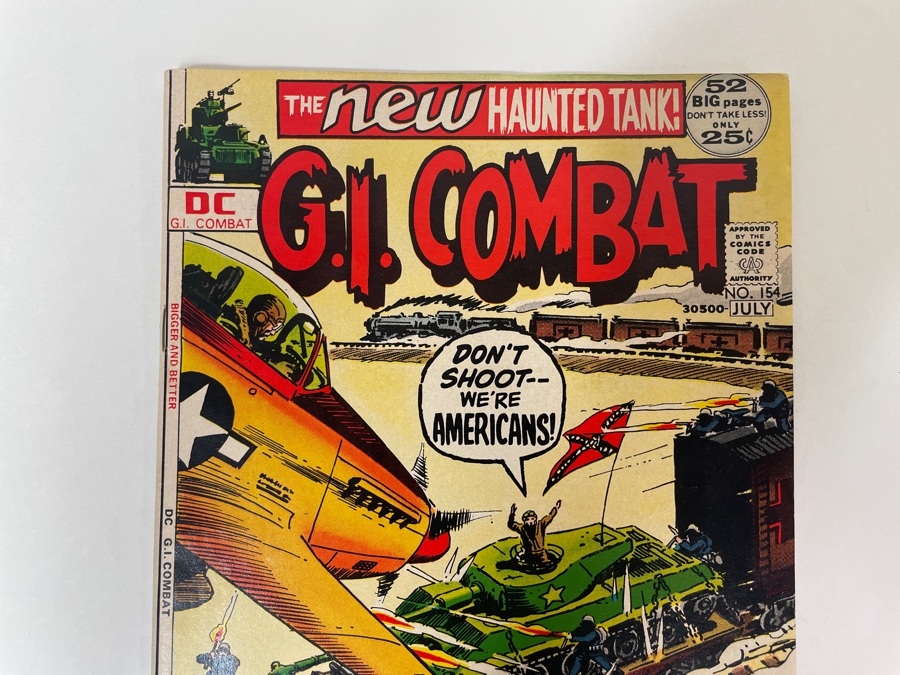 THE new HAUNTED TANK!
52
BIG pages
DON'T TAKE LESS!
ONLY
25¢
DC
G.I. COMBAT
G.I. COMBAT
APPROVED
BY THE
COMICS
CODE
CA
AUTHORITY
NO. 154
30500- JULY
BIGGER AND BETTER
DON'T
SHOOT--
WE'RE
AMERICANS!
DC G.I. COMBAT